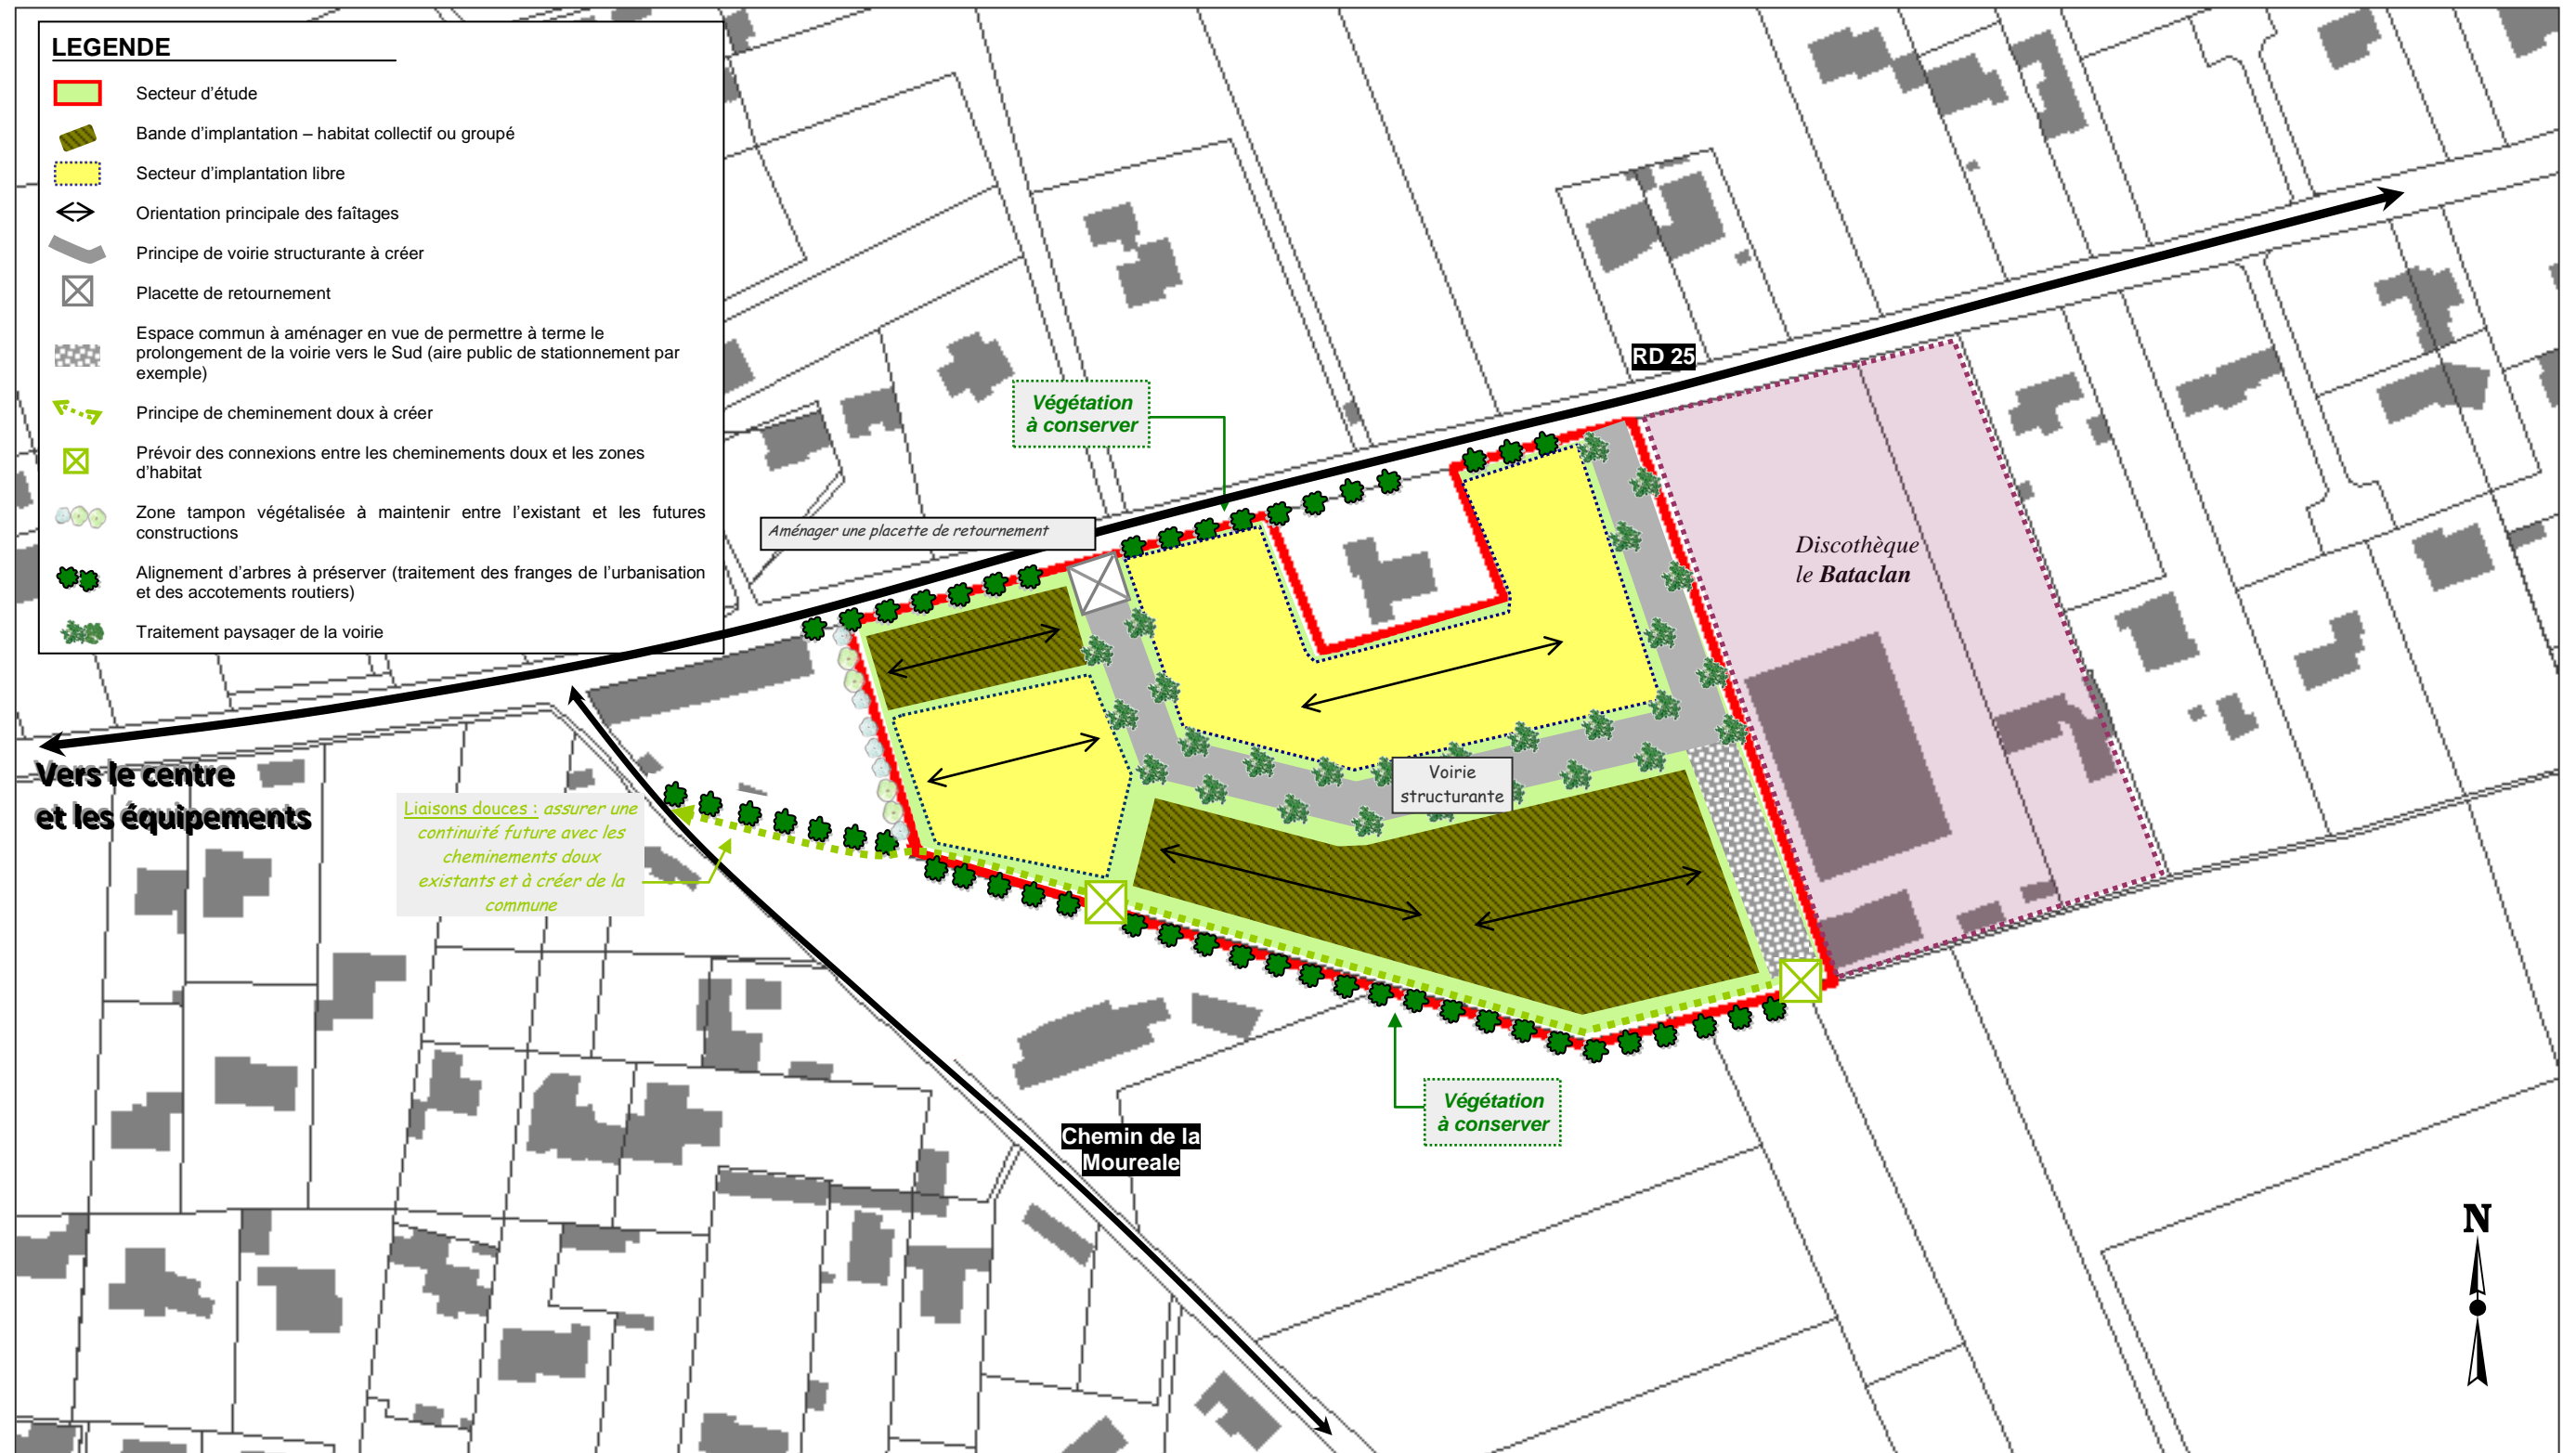 LEGENDE
Secteur d'étude
Bande d'implantation – habitat collectif ou groupé
Secteur d'implantation libre
Orientation principale des faîtages
Principe de voirie structurante à créer
Placette de retournement
Espace commun à aménager en vue de permettre à terme le
prolongement de la voirie vers le Sud (aire public de stationnement par
exemple)
Principe de cheminement doux à créer
Prévoir des connexions entre les cheminements doux et les zones
d'habitat
Zone tampon végétalisée à maintenir entre l'existant et les futures
constructions
Alignement d'arbres à préserver (traitement des franges de l'urbanisation
et des accotements routiers)
Traitement paysager de la voirie
RD 25
Végétation
à conserver
Aménager une placette de retournement
Discothèque
le Bataclan
Vers le centre
et les équipements
Voirie
structurante
Liaisons douces : assurer une
continuité future avec les
cheminements doux
existants et à créer de la
commune
Végétation
à conserver
Chemin de la
Moureale
N